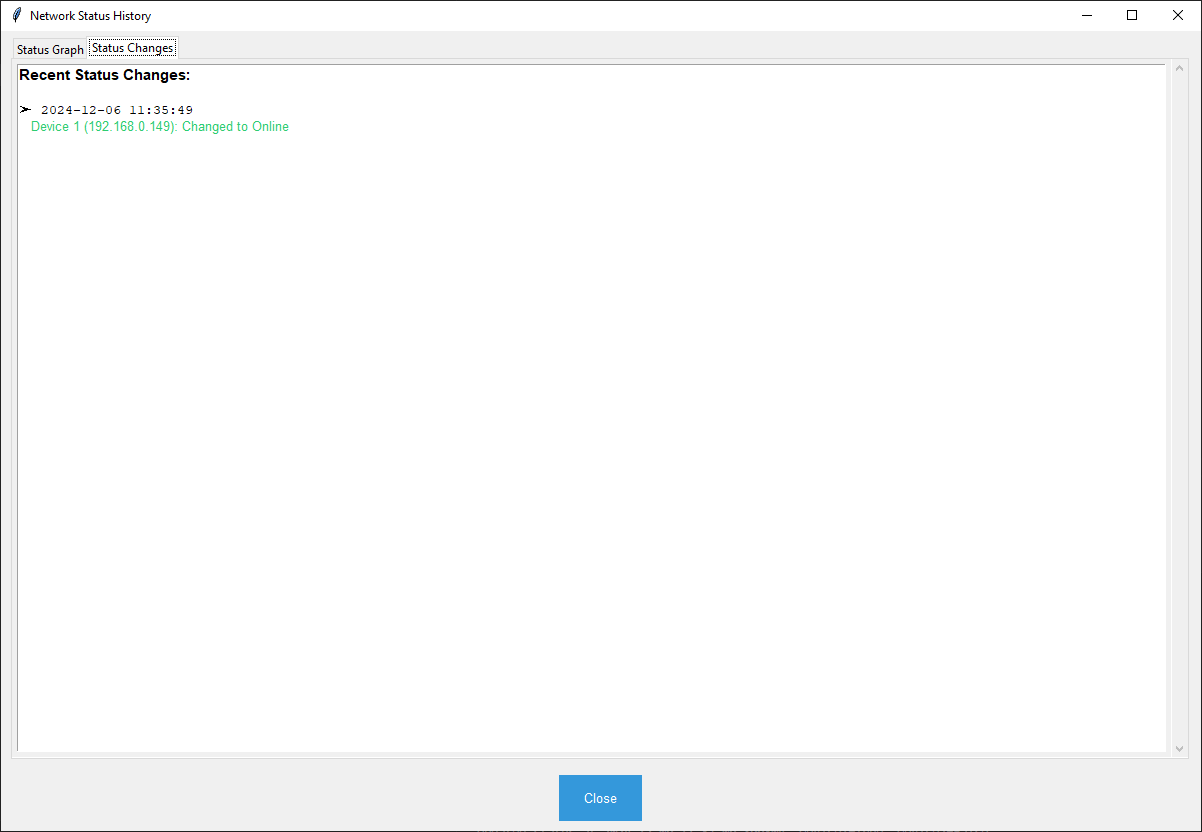 Network Status History
Status Graph
Status Changes
Recent Status Changes:
➢ 2024-12-06 11:35:49
Device 1 (192.168.0.149): Changed to Online
Close